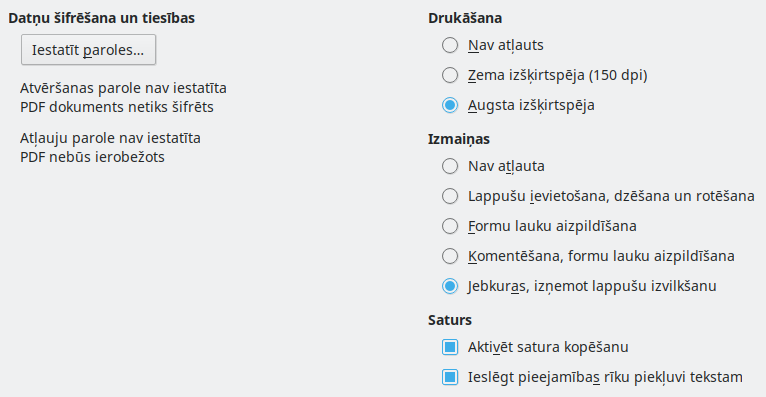 Datņu šifrēšana un tiesības
Iestatīt paroles...
Atvēršanas parole nav iestatīta
PDF dokuments netiks šifrēts
Atļauju parole nav iestatīta
PDF nebūs ierobežots
Drukāšana
Nav atļauts
Zema izšķirtspēja (150 dpi)
Augsta izšķirtspēja
Izmaiņas
Nav atļauta
Lappušu ievietošana, dzēšana un rotēšana
Formu lauku aizpildīšana
Komentēšana, formu lauku aizpildīšana
Jebkuras, izņemot lappušu izvilkšanu
Saturs
Aktivēt satura kopēšanu
Ieslēgt pieejamības rīku piekļuvi tekstam